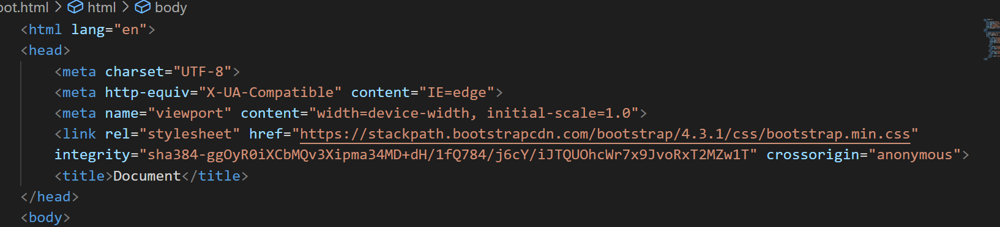 oot.html > html > body
<html lang="en">
<head>
<meta charset="UTF-8">
<meta http-equiv="X-UA-Compatible" content="IE=edge">
<meta name="viewport" content="width=device-width, initial-scale=1.0">
<link rel="stylesheet" href="https://stackpath.bootstrapcdn.com/bootstrap/4.3.1/css/bootstrap.min.css"
integrity="sha384-ggOyR0iXCbMQv3Xipma34MD+dH/1fQ784/j6cY/iJTQUOhcWr7x9JvoRxT2MZw1T" crossorigin="anonymous">
<title>Document</title>
</head>
<body>